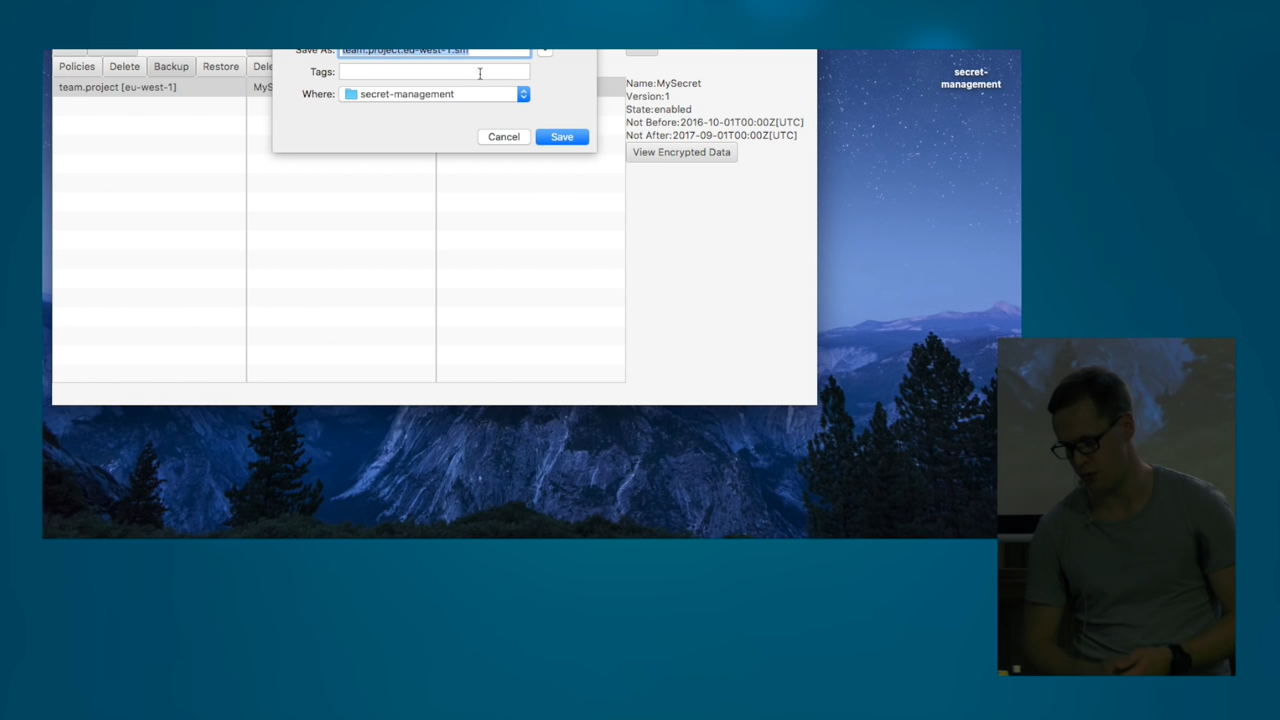 Save As: team.project.eu-west-1.sm
Tags:
Where: secret-management
Cancel Save
Policies Delete Backup Restore
team.project [eu-west-1]
Name:MySecret
Version:1
State:enabled
Not Before:2016-10-01T00:00Z[UTC]
Not After:2017-09-01T00:00Z[UTC]
View Encrypted Data
secret-
management